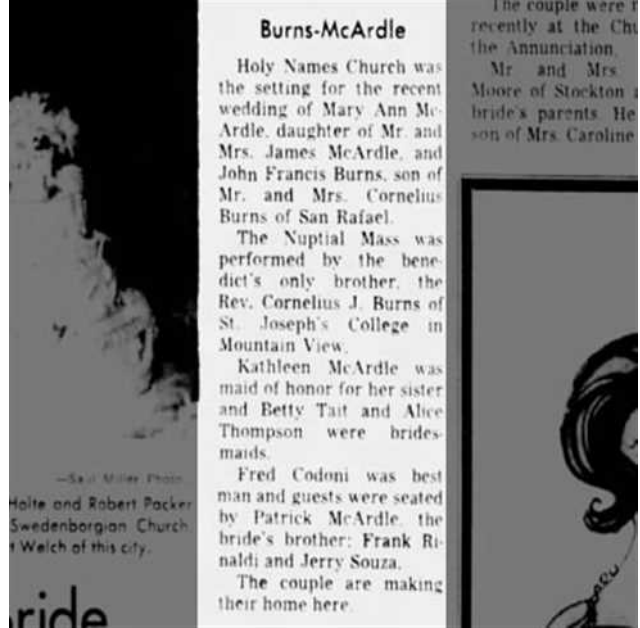 Burns-McArdle
Holy Names Church was
the setting for the recent
wedding of Mary Ann Mc-
Ardle, daughter of Mr. and
Mrs. James McArdle, and
John Francis Burns, son of
Mr. and Mrs. Cornelius
Burns of San Rafael.
The Nuptial Mass was
performed by the bene-
dict's only brother, the
Rev. Cornelius J. Burns of
St. Joseph's College in
Mountain View.
Kathleen McArdle was
maid of honor for her sister
and Betty Tait and Alice
Thompson were brides-
maids.
Fred Codoni was best
man and guests were seated
by Patrick McArdle, the
bride's brother; Frank Ri-
naldi and Jerry Souza.
The couple are making
their home here.
—Saul Miller Photo
Holte and Robert Packer
Swedenborgian Church
Welch of this city.
ride
The couple were
recently at the
the Annunciation.
Mr and Mrs
Moore of Stockton
bride's parents. He
son of Mrs. Caroline